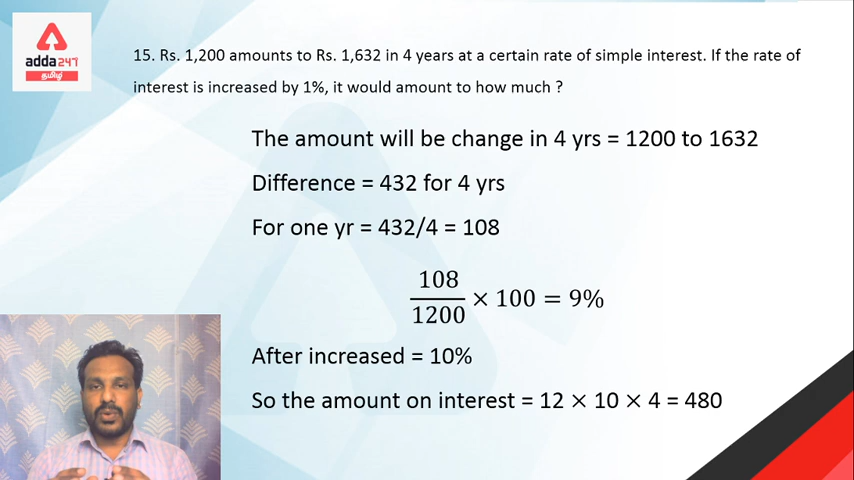 adda247
தமிழ்
15. Rs. 1,200 amounts to Rs. 1,632 in 4 years at a certain rate of simple interest. If the rate of
interest is increased by 1%, it would amount to how much ?
The amount will be change in 4 yrs = 1200 to 1632
Difference = 432 for 4 yrs
For one yr = 432/4 = 108
108
1200
× 100 = 9%
After increased = 10%
So the amount on interest = 12 × 10 × 4 = 480